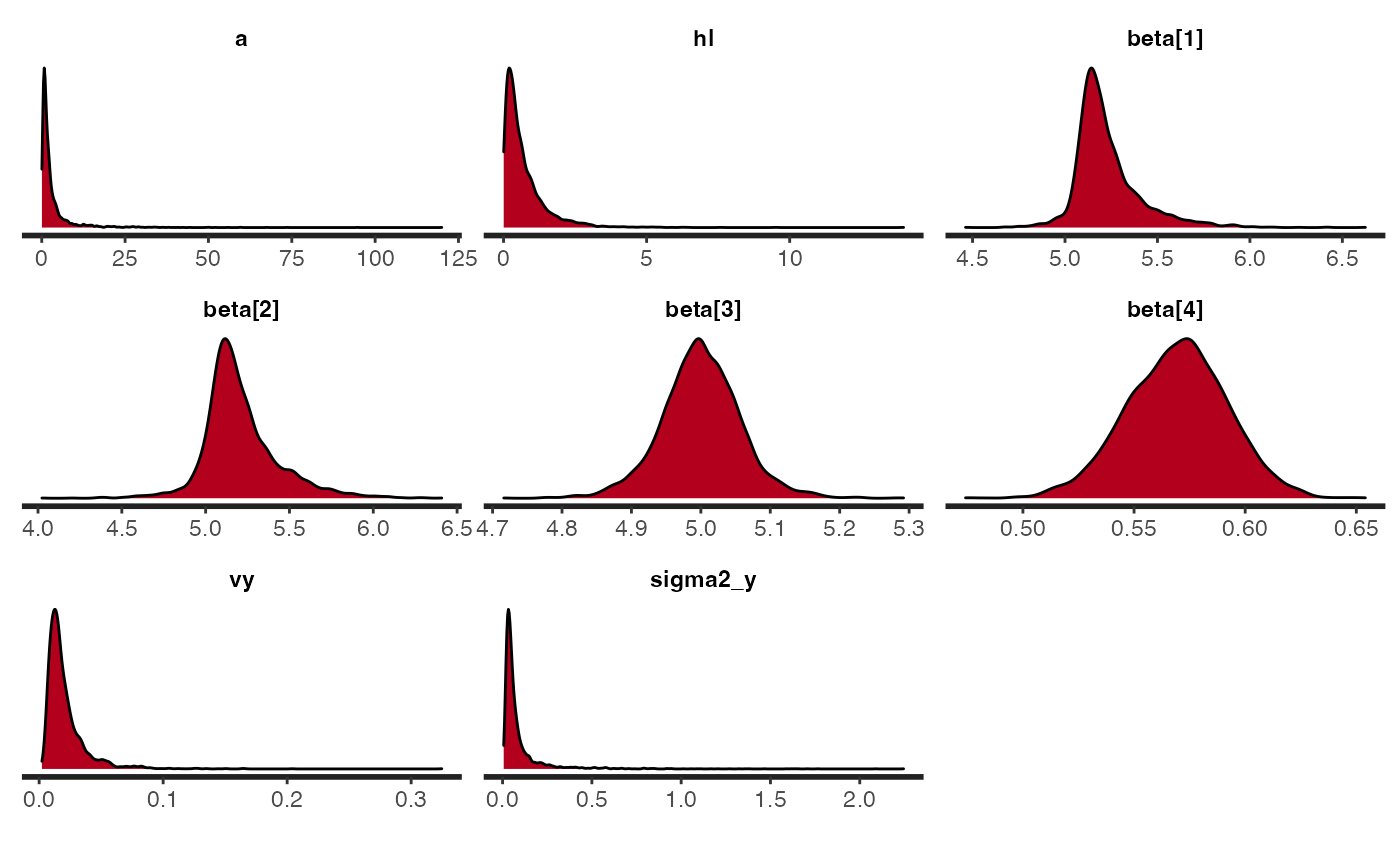 a hl beta[1]
0 25 50 75 100 125 0 5 10 4.5 5.0 5.5 6.0 6.5
beta[2] beta[3] beta[4]
4.0 4.5 5.0 5.5 6.0 6.5 4.7 4.8 4.9 5.0 5.1 5.2 5.3 0.50 0.55 0.60 0.65
vy sigma2_y
0.0 0.1 0.2 0.3 0.0 0.5 1.0 1.5 2.0